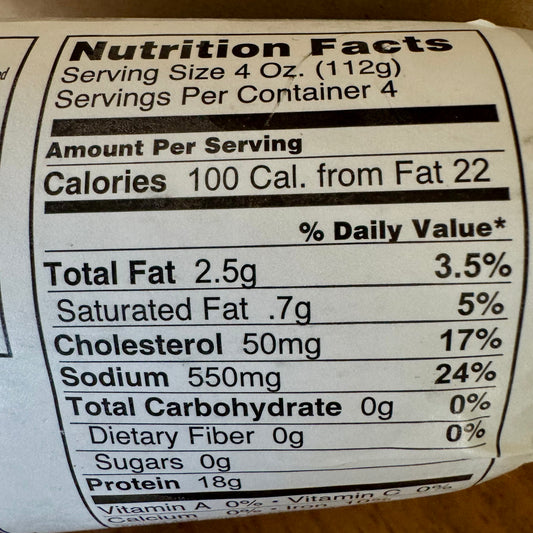 Nutrition Facts
Serving Size 4 Oz. (112g)
Servings Per Container 4
Amount Per Serving
Calories 100 Cal. from Fat 22
% Daily Value*
Total Fat 2.5g 3.5%
Saturated Fat .7g 5%
Cholesterol 50mg 17%
Sodium 550mg 24%
Total Carbohydrate 0g 0%
Dietary Fiber 0g 0%
Sugars 0g
Protein 18g
Vitamin A 0% • Vitamin C 0%
Calcium 0% • Iron